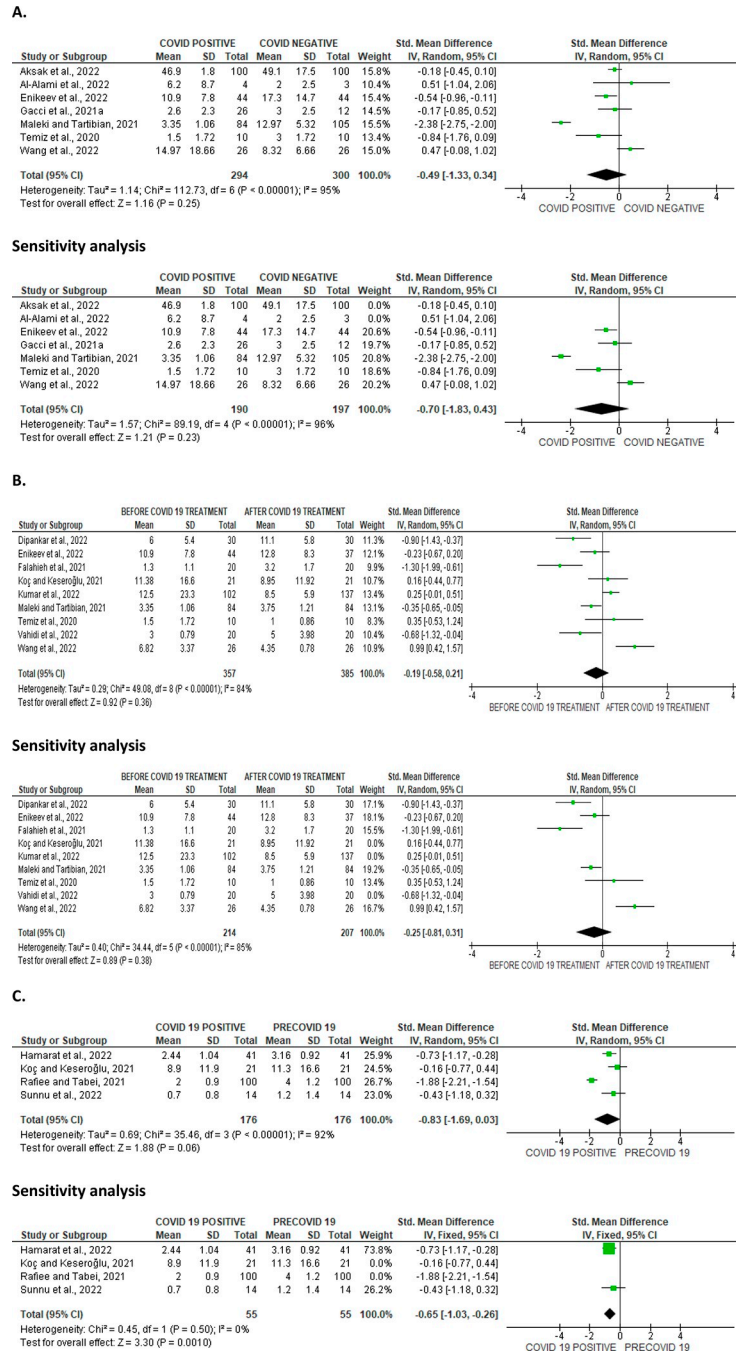 A.
COVID POSITIVE COVID NEGATIVE Std. Mean Difference Std. Mean Difference
Study or Subgroup Mean SD Total Mean SD Total Weight IV, Random, 95% CI IV, Random, 95% CI
Aksak et al., 2022 46.9 1.8 100 49.1 17.5 100 15.8% -0.18 [-0.45, 0.10]
Al-Alami et al., 2022 6.2 8.7 4 2 2.5 3 11.1% 0.51 [-1.04, 2.06]
Enikeev et al., 2022 10.9 7.8 44 17.3 14.7 44 15.6% -0.54 [-0.96, -0.11]
Gacci et al., 2021a 2.6 2.3 26 3 2.5 12 14.8% -0.17 [-0.85, 0.52]
Maleki and Tartibian, 2021 3.35 1.06 84 12.97 5.32 105 15.5% -2.38 [-2.75, -2.00]
Temiz et al., 2020 1.5 1.72 10 3 1.72 10 13.4% -0.84 [-1.76, 0.09]
Wang et al., 2022 14.97 18.66 26 8.32 6.66 26 15.3% 0.47 [-0.08, 1.02]
Total (95% CI) 294 300 100.0% -0.49 [-1.33, 0.34]
Heterogeneity: Tau² = 1.14; Chi² = 112.73, df = 6 (P < 0.00001); I² = 95%
Test for overall effect: Z = 1.16 (P = 0.25)
-4 -2 0 2 4
COVID POSITIVE COVID NEGATIVE
Sensitivity analysis
COVID POSITIVE COVID NEGATIVE Std. Mean Difference Std. Mean Difference
Study or Subgroup Mean SD Total Mean SD Total Weight IV, Random, 95% CI IV, Random, 95% CI
Aksak et al., 2022 46.9 1.8 100 49.1 17.5 100 0.0% -0.18 [-0.45, 0.10]
Al-Alami et al., 2022 6.2 8.7 4 2 2.5 3 0.0% 0.51 [-1.04, 2.06]
Enikeev et al., 2022 10.9 7.8 44 17.3 14.7 44 20.6% -0.54 [-0.96, -0.11]
Gacci et al., 2021a 2.6 2.3 26 3 2.5 12 19.7% -0.17 [-0.85, 0.52]
Maleki and Tartibian, 2021 3.35 1.06 84 12.97 5.32 105 20.8% -2.38 [-2.75, -2.00]
Temiz et al., 2020 1.5 1.72 10 3 1.72 10 18.6% -0.84 [-1.76, 0.09]
Wang et al., 2022 14.97 18.66 26 8.32 6.66 26 20.2% 0.47 [-0.08, 1.02]
Total (95% CI) 190 197 100.0% -0.70 [-1.83, 0.43]
Heterogeneity: Tau² = 1.57; Chi² = 89.19, df = 4 (P < 0.00001); I² = 96%
Test for overall effect: Z = 1.21 (P = 0.23)
-4 -2 0 2 4
COVID POSITIVE COVID NEGATIVE
B.
BEFORE COVID 19 TREATMENT AFTER COVID 19 TREATMENT Std. Mean Difference Std. Mean Difference
Study or Subgroup Mean SD Total Mean SD Total Weight IV, Random, 95% CI IV, Random, 95% CI
Dipankar et al., 2022 6 5.4 30 11.1 5.8 30 11.3% -0.90 [-1.43, -0.37]
Enikeev et al., 2022 10.9 7.8 44 12.8 8.3 37 12.1% -0.23 [-0.67, 0.20]
Falahieh et al., 2021 1.3 1.1 20 3.2 1.7 20 9.6% -1.30 [-1.99, -0.61]
Koç and Keseroğlu, 2021 11.38 16.6 21 8.95 11.92 21 10.4% 0.16 [-0.44, 0.77]
Kumar et al., 2022 12.5 23.3 102 8.5 5.9 137 13.6% 0.25 [-0.01, 0.51]
Maleki and Tartibian, 2021 3.35 1.06 84 3.75 1.21 84 13.3% -0.35 [-0.65, -0.05]
Temiz et al., 2020 1.5 1.72 10 1 0.86 10 8.0% 0.35 [-0.53, 1.24]
Vahidi et al., 2022 3 0.79 20 5 3.98 20 10.2% -0.68 [-1.32, -0.04]
Wang et al., 2022 6.82 3.37 26 4.35 0.78 26 10.9% 0.99 [0.42, 1.57]
Total (95% CI) 357 385 100.0% -0.19 [-0.58, 0.21]
Heterogeneity: Tau² = 0.29; Chi² = 49.08, df = 8 (P < 0.00001); I² = 84%
Test for overall effect: Z = 0.92 (P = 0.36)
-4 -2 0 2 4
BEFORE COVID 19 TREATMENT AFTER COVID 19 TREATMENT
Sensitivity analysis
BEFORE COVID 19 TREATMENT AFTER COVID 19 TREATMENT Std. Mean Difference Std. Mean Difference
Study or Subgroup Mean SD Total Mean SD Total Weight IV, Random, 95% CI IV, Random, 95% CI
Dipankar et al., 2022 6 5.4 30 11.1 5.8 30 17.1% -0.90 [-1.43, -0.37]
Enikeev et al., 2022 10.9 7.8 44 12.8 8.3 37 18.0% -0.23 [-0.67, 0.20]
Falahieh et al., 2021 1.3 1.1 20 3.2 1.7 20 15.0% -1.30 [-1.99, -0.61]
Koç and Keseroğlu, 2021 11.38 16.6 21 8.95 11.92 21 0.0% 0.16 [-0.44, 0.77]
Kumar et al., 2022 12.5 23.3 102 8.5 5.9 137 0.0% 0.25 [-0.01, 0.51]
Maleki and Tartibian, 2021 3.35 1.06 84 3.75 1.21 84 19.2% -0.35 [-0.65, -0.05]
Temiz et al., 2020 1.5 1.72 10 1 0.86 10 13.0% 0.35 [-0.53, 1.24]
Vahidi et al., 2022 3 0.79 20 5 3.98 20 0.0% -0.68 [-1.32, -0.04]
Wang et al., 2022 6.82 3.37 26 4.35 0.78 26 16.7% 0.99 [0.42, 1.57]
Total (95% CI) 214 207 100.0% -0.25 [-0.81, 0.31]
Heterogeneity: Tau² = 0.40; Chi² = 34.44, df = 5 (P < 0.00001); I² = 85%
Test for overall effect: Z = 0.89 (P = 0.38)
-4 -2 0 2 4
BEFORE COVID 19 TREATMENT AFTER COVID 19 TREATMENT
C.
COVID 19 POSITIVE PRECOVID 19 Std. Mean Difference Std. Mean Difference
Study or Subgroup Mean SD Total Mean SD Total Weight IV, Random, 95% CI IV, Random, 95% CI
Hamarat et al., 2022 2.44 1.04 41 3.16 0.92 41 25.9% -0.73 [-1.17, -0.28]
Koç and Keseroğlu, 2021 8.9 11.9 21 11.3 16.6 21 24.5% -0.16 [-0.77, 0.44]
Rafiee and Tabei, 2021 2 0.9 100 4 1.2 100 26.7% -1.88 [-2.21, -1.54]
Sunnu et al., 2022 0.7 0.8 14 1.2 1.4 14 23.0% -0.43 [-1.18, 0.32]
Total (95% CI) 176 176 100.0% -0.83 [-1.69, 0.03]
Heterogeneity: Tau² = 0.69; Chi² = 35.46, df = 3 (P < 0.00001); I² = 92%
Test for overall effect: Z = 1.88 (P = 0.06)
-4 -2 0 2 4
COVID 19 POSITIVE PRECOVID 19
Sensitivity analysis
COVID 19 POSITIVE PRECOVID 19 Std. Mean Difference Std. Mean Difference
Study or Subgroup Mean SD Total Mean SD Total Weight IV, Fixed, 95% CI IV, Fixed, 95% CI
Hamarat et al., 2022 2.44 1.04 41 3.16 0.92 41 73.8% -0.73 [-1.17, -0.28]
Koç and Keseroğlu, 2021 8.9 11.9 21 11.3 16.6 21 0.0% -0.16 [-0.77, 0.44]
Rafiee and Tabei, 2021 2 0.9 100 4 1.2 100 0.0% -1.88 [-2.21, -1.54]
Sunnu et al., 2022 0.7 0.8 14 1.2 1.4 14 26.2% -0.43 [-1.18, 0.32]
Total (95% CI) 55 55 100.0% -0.65 [-1.03, -0.26]
Heterogeneity: Chi² = 0.45, df = 1 (P = 0.50); I² = 0%
Test for overall effect: Z = 3.30 (P = 0.0010)
-4 -2 0 2 4
COVID 19 POSITIVE PRECOVID 19